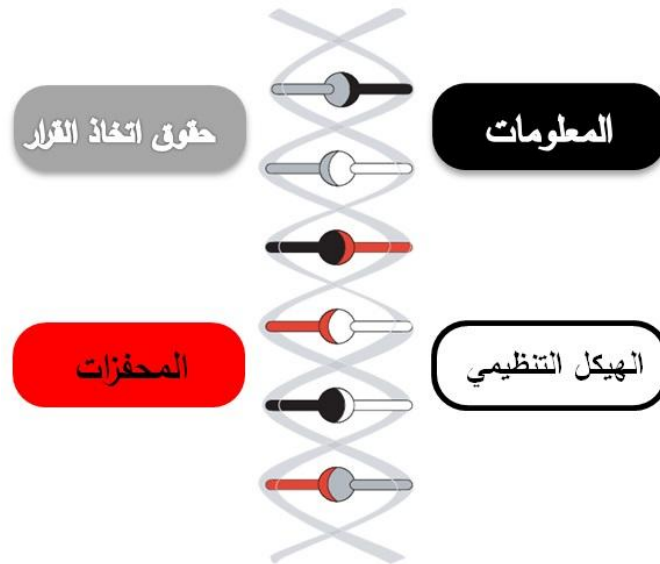 المعلومات
حقوق اتخاذ القرار
الهيكل التنظيمي
المحفزات